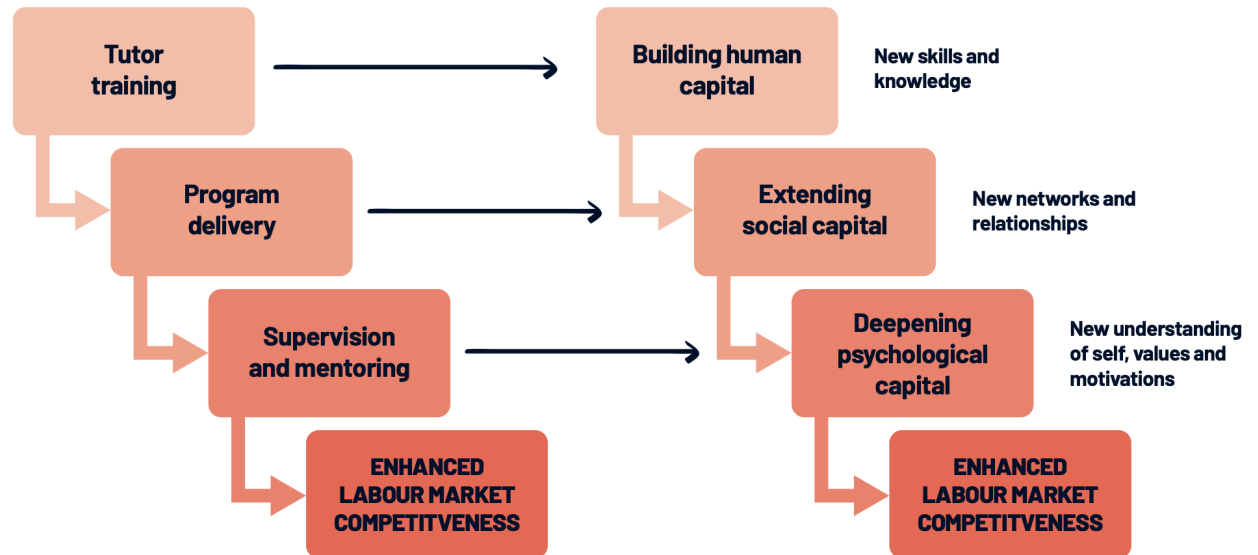 Tutor
training
Building human
capital
New skills and
knowledge
Program
delivery
Extending
social capital
New networks and
relationships
Supervision
and mentoring
Deepening
psychological
capital
New understanding
of self, values and
motivations
ENHANCED
LABOUR MARKET
COMPETITVENESS
ENHANCED
LABOUR MARKET
COMPETITVENESS